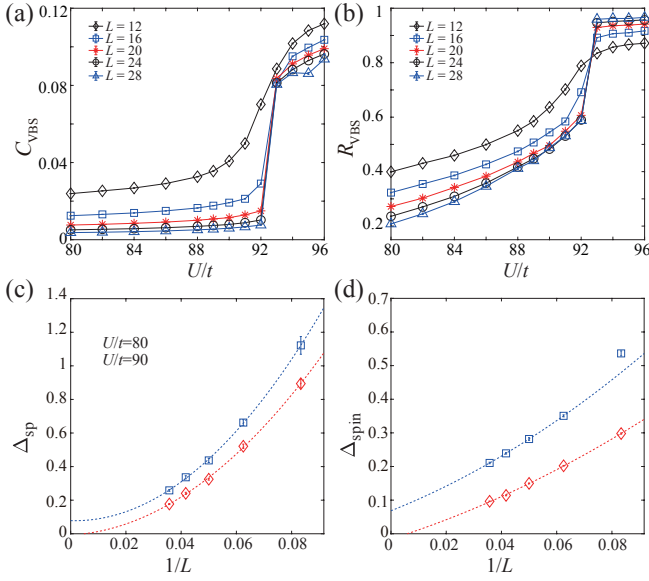 (a)
0.12
0.08
0.04
0
C_VBS
L = 12
L = 16
L = 20
L = 24
L = 28
80 84 88 92 96
U/t
(b)
1
0.8
0.6
0.4
0.2
R_VBS
L = 12
L = 16
L = 20
L = 24
L = 28
80 84 88 92 96
U/t
(c)
1.4
1.2
1
0.8
0.6
0.4
0.2
0
Δ_sp
U/t=80
U/t=90
0 0.02 0.04 0.06 0.08
1/L
(d)
0.6
0.5
0.4
0.3
0.2
0.1
0
Δ_spin
0 0.02 0.04 0.06 0.08
1/L